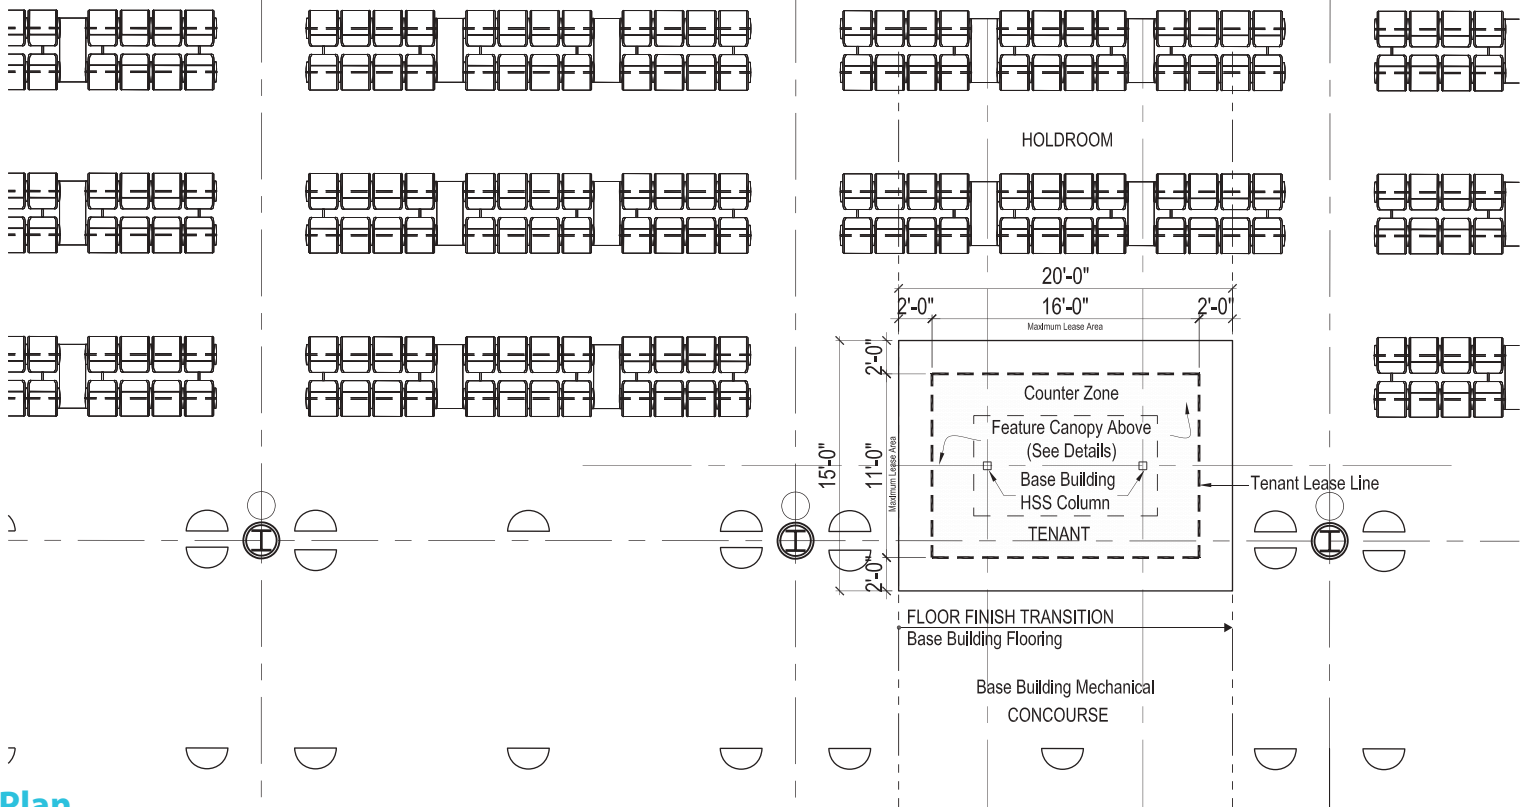 HOLDROOM
20'-0"
2'-0"
16'-0"
2'-0"
Maximum Lease Area
2'-0"
Counter Zone
Feature Canopy Above
(See Details)
15'-0"
11'-0"
Maximum Lease Area
Base Building
HSS Column
Tenant Lease Line
TENANT
2'-0"
FLOOR FINISH TRANSITION
Base Building Flooring
Base Building Mechanical
CONCOURSE
Plan